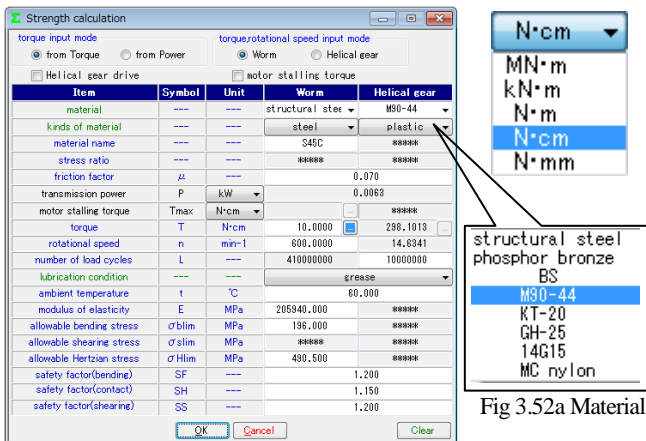 Σ Strength calculation
torque input mode
from Torque from Power
torque,rotational speed input mode
Worm Helical gear
Helical gear drive motor stalling torque
Item Symbol Unit Worm Helical gear
material --- --- structural stee M90-44
kinds of material --- --- steel plastic
material name --- --- S45C *****
stress ratio --- --- ***** *****
friction factor μ --- 0.070
transmission power P kW 0.0063
motor stalling torque Tmax N·cm ... *****
torque T N·cm 10.0000 ... 298.1013 ...
rotational speed n min-1 600.0000 14.6341
number of load cycles L --- 410000000 10000000
lubrication condition --- --- grease
ambient temperature t ℃ 60.000
modulus of elasticity E MPa 205940.000 *****
allowable bending stress σblim MPa 196.000 *****
allowable shearing stress σslim MPa ***** *****
allowable Hertzian stress σHlim MPa 490.500 *****
safety factor(bending) SF --- 1.200
safety factor(contact) SH --- 1.150
safety factor(shearing) SS --- 1.200
OK Cancel Clear
N·cm
MN·m
kN·m
N·m
N·cm
N·mm
structural steel
phosphor bronze
BS
M90-44
KT-20
GH-25
14G15
MC nylon
Fig 3.52a Material